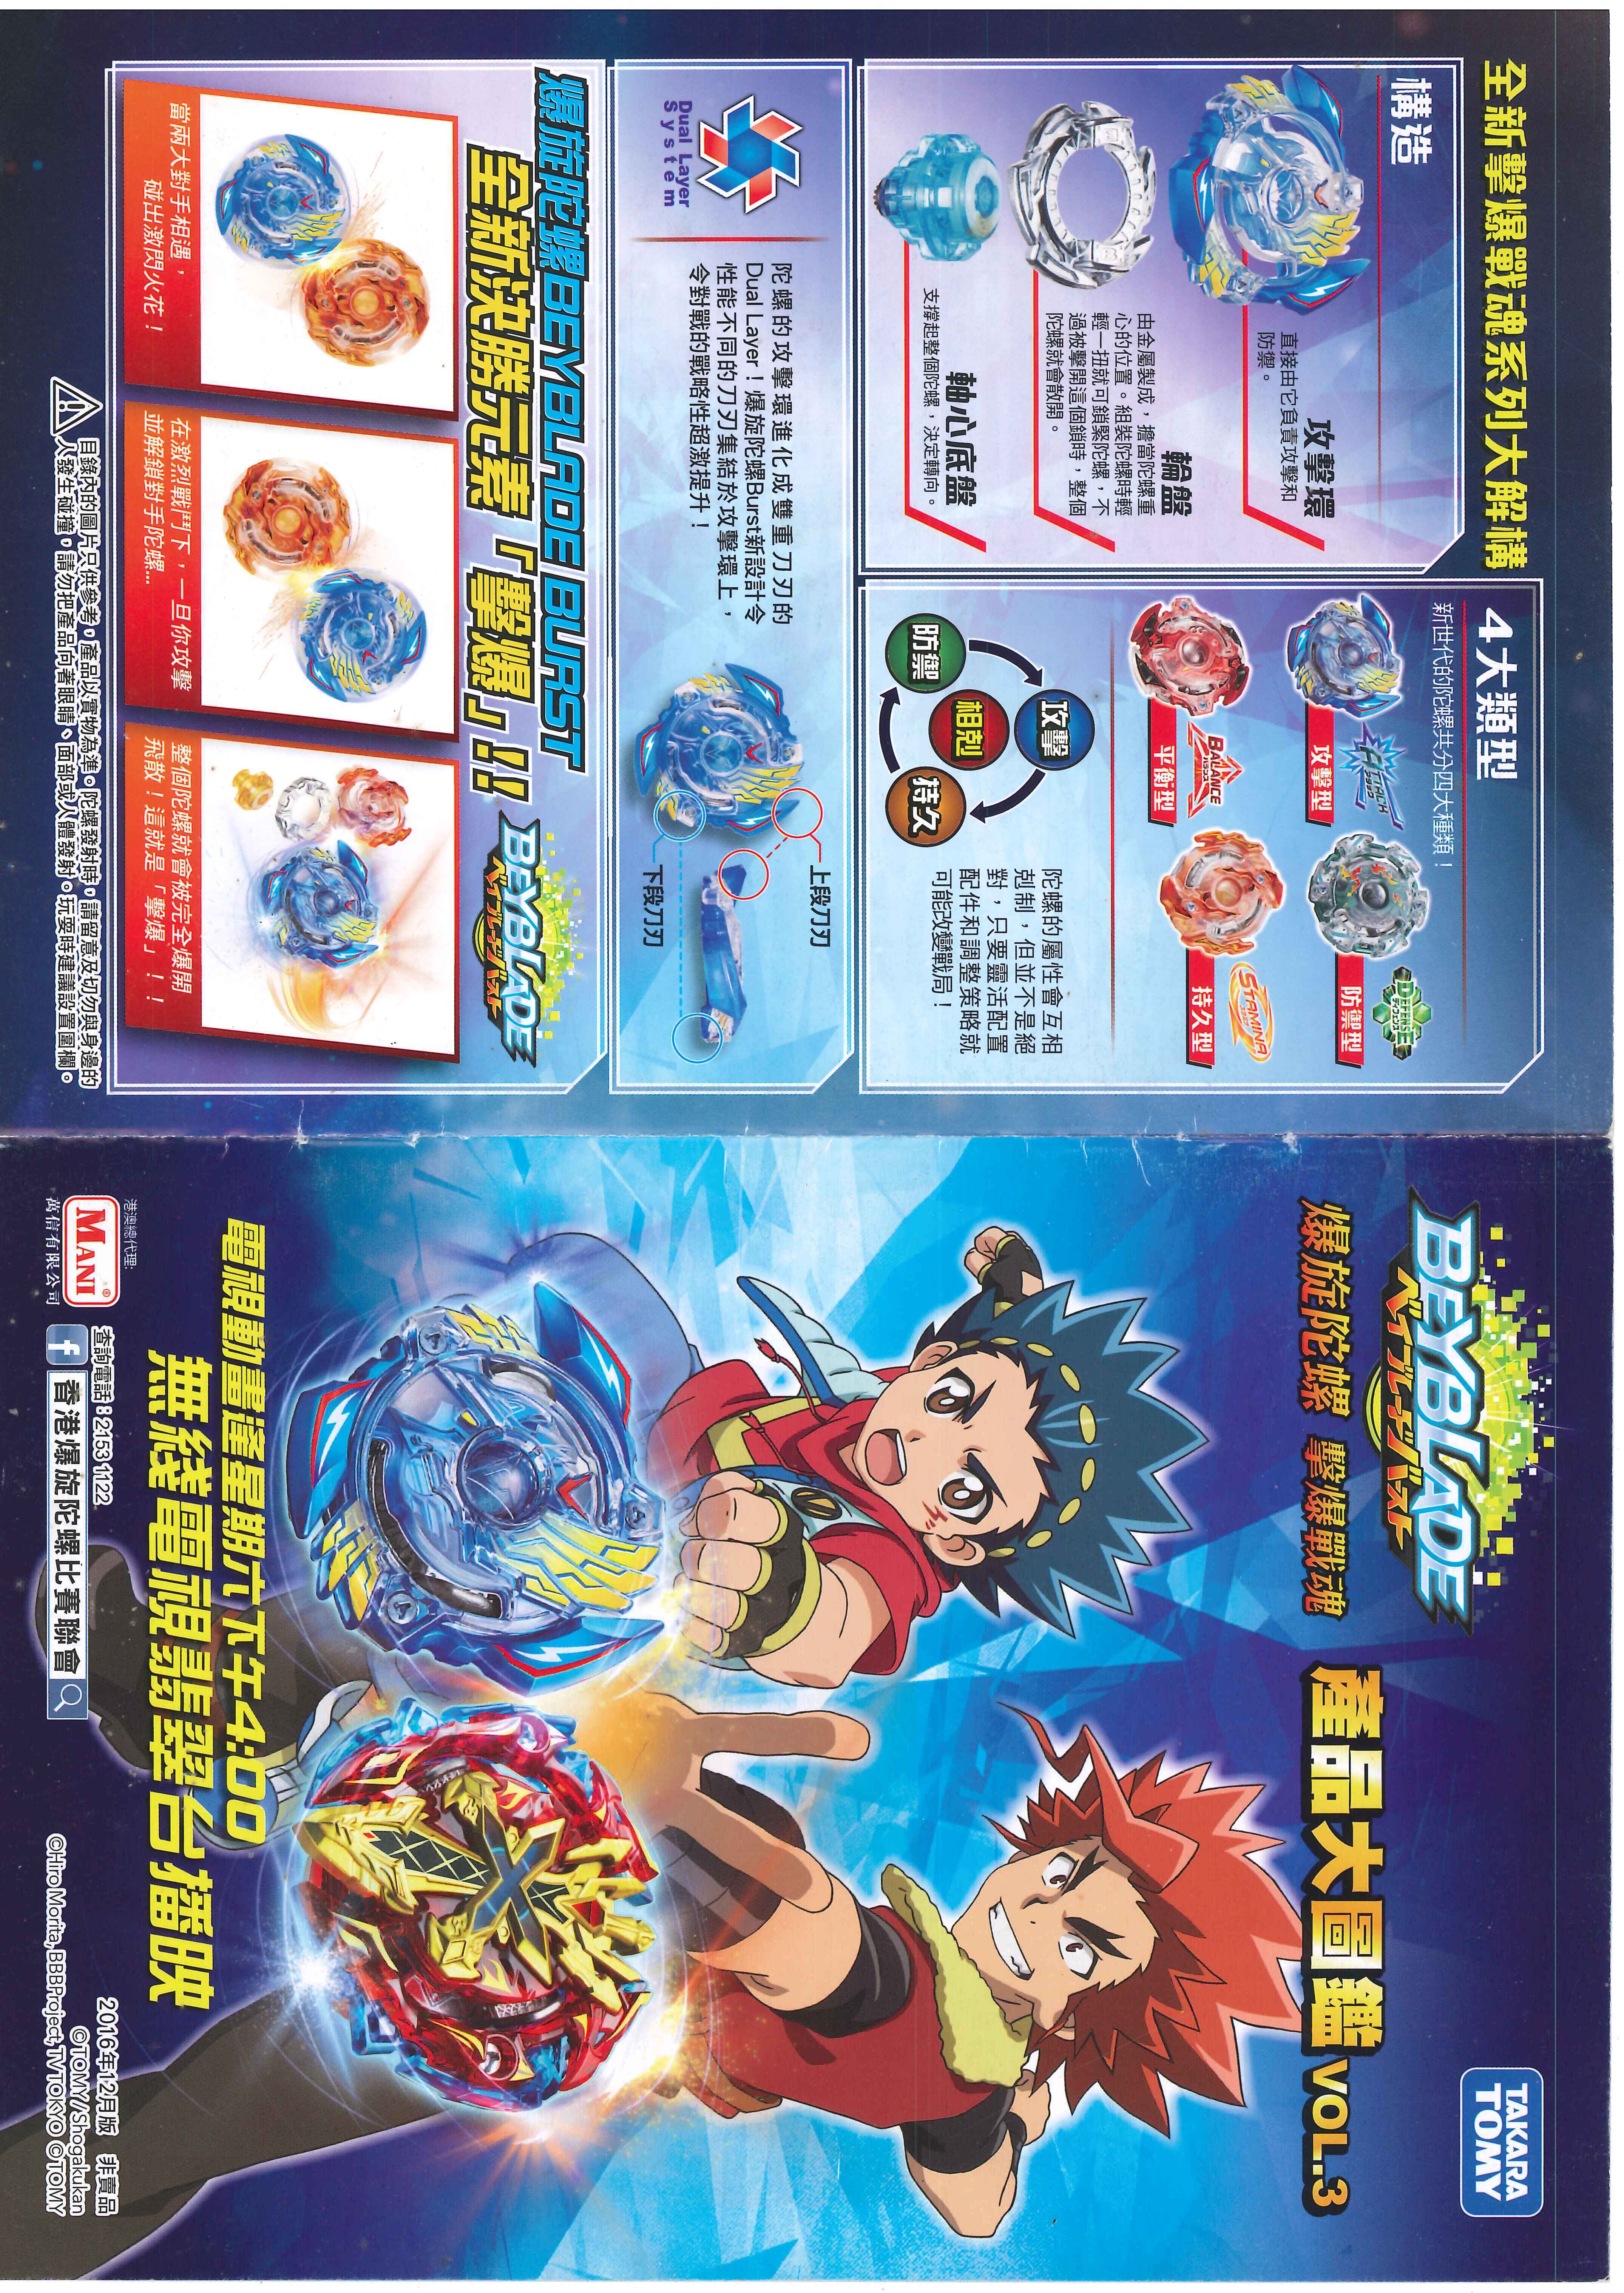 全新擊爆戰魂系列大解構
構造
攻擊環
直接由它負責攻擊和
防禦。
輪盤
由金屬製成，擔當陀螺重
心的位置。組裝陀螺時輕
輕一扭就可鎖緊陀螺，不
過被擊開這個鎖時，整個
陀螺就會散開。
軸心底盤
支撐起整個陀螺，決定轉向。
4大類型
新世代的陀螺共分四大種類！
ATTACK
アタック
攻擊型
DEFENSE
ディフェンス
防禦型
BALANCE
バランス
平衡型
STAMINA
スタミナ
持久型
攻擊
相剋
防禦
持久
陀螺的屬性會互相
剋制，但並不是絕
對，只要靈活配置
配件和調整策略就
可能改變戰局！
Dual Layer
System
陀螺的攻擊環進化成雙重刀刃的
Dual Layer！爆旋陀螺Burst新設計令
性能不同的刀刃集結於攻擊環上，
令對戰的戰略性超激提升！
上段刀刃
下段刀刃
爆旋陀螺BEYBLADE BURST
全新決勝元素「擊爆」!!
BEYBLADE
ベイブレードバースト
當兩大對手相遇，
碰出激閃火花！
在激烈戰鬥下，一旦你攻擊
並解鎖對手陀螺...
整個陀螺就會被完全爆開
飛散！這就是「擊爆」！！
目錄內的圖片只供參考，產品以實物為準。陀螺發射時，請留意及切勿與身邊的
人發生碰撞，請勿把產品向著眼睛、面部或人體發射。玩耍時建議設置圍欄。
TAKARA
TOMY
BEYBLADE
ベイブレードバースト
爆旋陀螺 擊爆戰魂
產品大圖鑑 VOL.3
電視動畫逢星期六下午4:00
無綫電視翡翠台播映
港澳總代理:
MANI®
萬信有限公司
查詢電話：2153 1122
f 香港爆旋陀螺比賽聯會
2016年12月版 非賣品
©TOMY/Shogakukan
©Hiro Morita, BBBProject, TVTOKYO ©TOMY